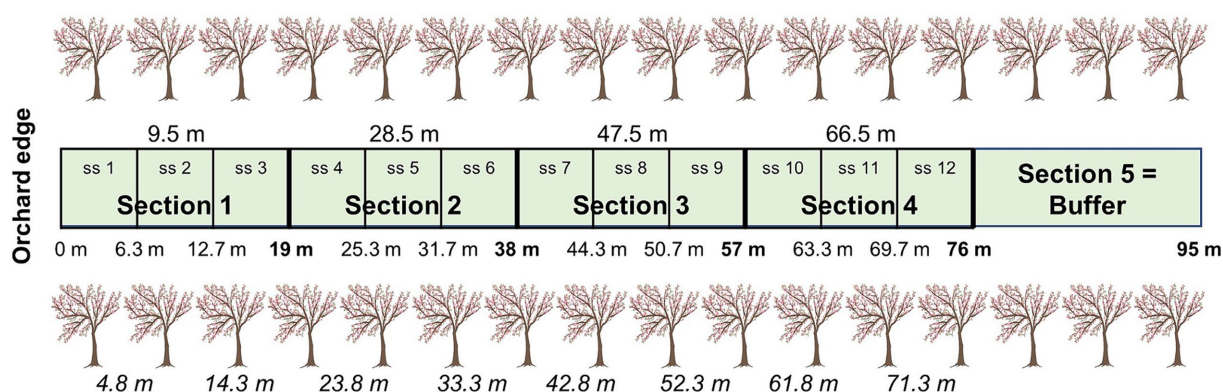 Orchard edge
9.5 m 28.5 m 47.5 m 66.5 m
ss 1 ss 2 ss 3 ss 4 ss 5 ss 6 ss 7 ss 8 ss 9 ss 10 ss 11 ss 12
Section 1 Section 2 Section 3 Section 4
Section 5 =
Buffer
0 m 6.3 m 12.7 m 19 m 25.3 m 31.7 m 38 m 44.3 m 50.7 m 57 m 63.3 m 69.7 m 76 m 95 m
4.8 m 14.3 m 23.8 m 33.3 m 42.8 m 52.3 m 61.8 m 71.3 m